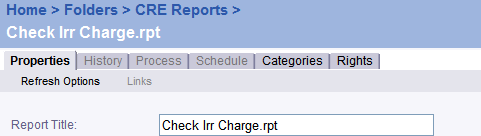 Home > Folders > CRE Reports >
Check Irr Charge.rpt
Properties History Process Schedule Categories Rights
Refresh Options Links
Report Title: Check Irr Charge.rpt